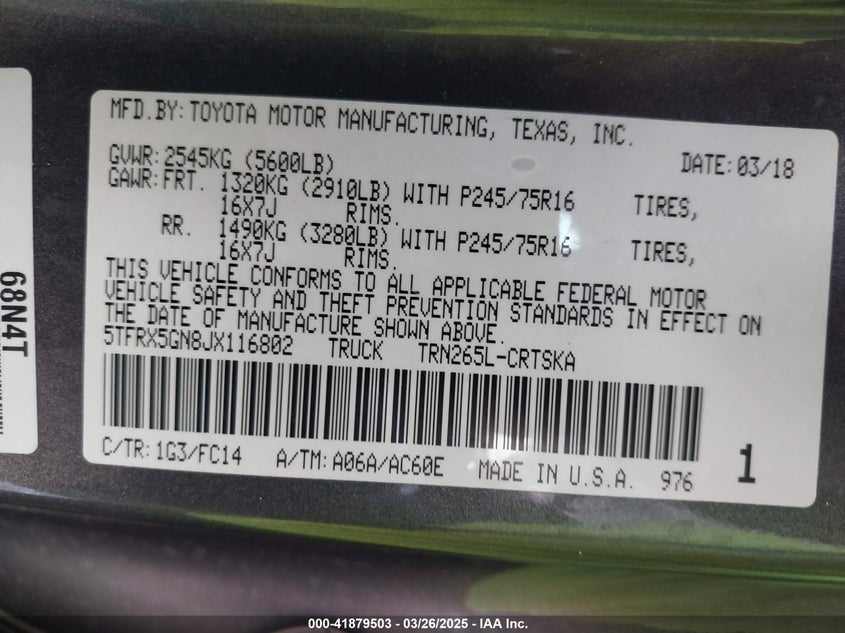 MFD.BY:TOYOTA MOTOR MANUFACTURING, TEXAS, INC.
GVWR:2545KG (5600LB) DATE:03/18
GAWR:FRT. 1320KG (2910LB) WITH P245/75R16 TIRES,
16X7J RIMS.
RR. 1490KG (3280LB) WITH P245/75R16 TIRES,
16X7J RIMS.
THIS VEHICLE CONFORMS TO ALL APPLICABLE FEDERAL MOTOR
VEHICLE SAFETY AND THEFT PREVENTION STANDARDS IN EFFECT ON
THE DATE OF MANUFACTURE SHOWN ABOVE.
5TFRX5GN8JX116802 TRUCK TRN265L-CRTSKA
C/TR:1G3/FC14 A/TM:A06A/AC60E MADE IN U.S.A. 976 1
68N4T
000-41879503 / 03/26/2025 - IAA Inc.